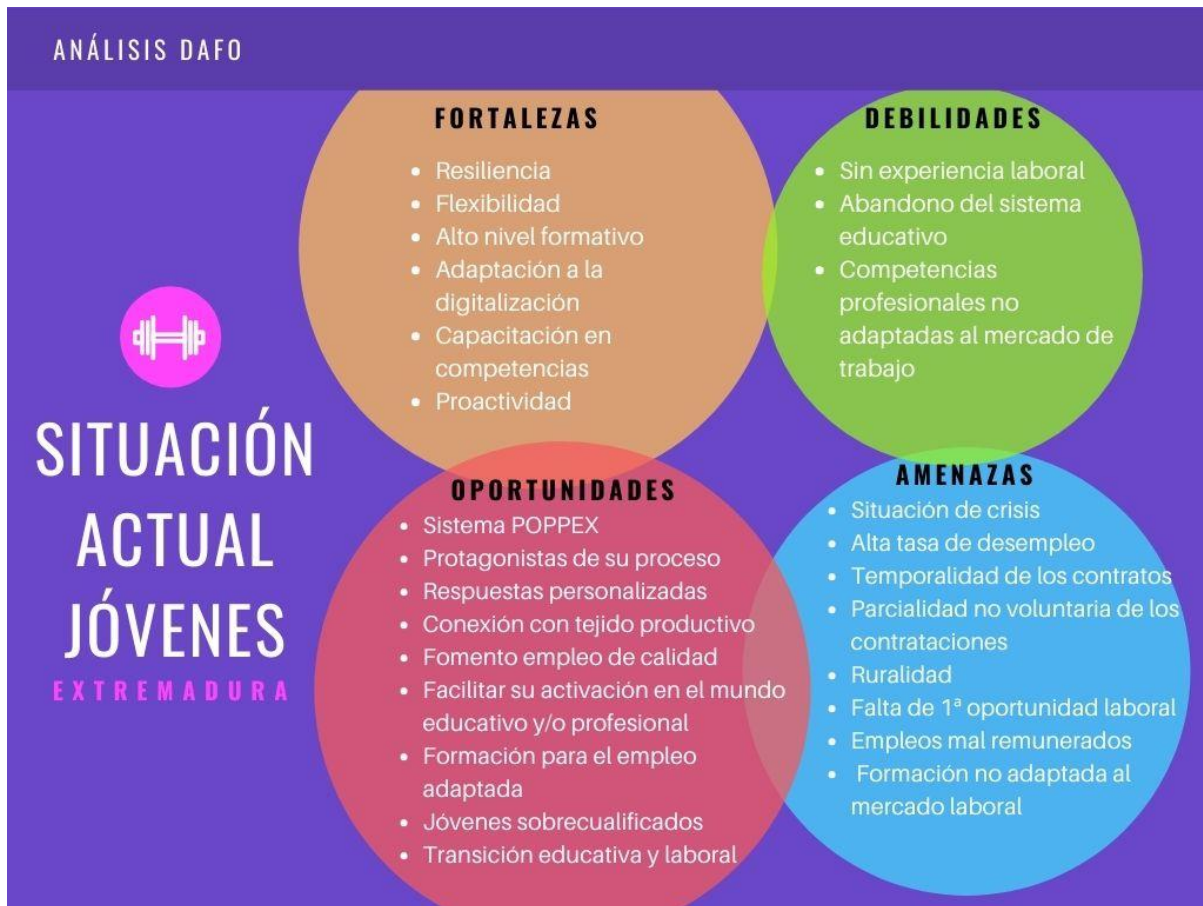 ANÁLISIS DAFO
SITUACIÓN
ACTUAL
JÓVENES
EXTREMADURA
FORTALEZAS
• Resiliencia
• Flexibilidad
• Alto nivel formativo
• Adaptación a la
digitalización
• Capacitación en
competencias
• Proactividad
DEBILIDADES
• Sin experiencia laboral
• Abandono del sistema
educativo
• Competencias
profesionales no
adaptadas al mercado de
trabajo
OPORTUNIDADES
• Sistema POPPEX
• Protagonistas de su proceso
• Respuestas personalizadas
• Conexión con tejido productivo
• Fomento empleo de calidad
• Facilitar su activación en el mundo
educativo y/o profesional
• Formación para el empleo
adaptada
• Jóvenes sobrecualificados
• Transición educativa y laboral
AMENAZAS
• Situación de crisis
• Alta tasa de desempleo
• Temporalidad de los contratos
• Parcialidad no voluntaria de los
contrataciones
• Ruralidad
• Falta de 1ª oportunidad laboral
• Empleos mal remunerados
• Formación no adaptada al
mercado laboral